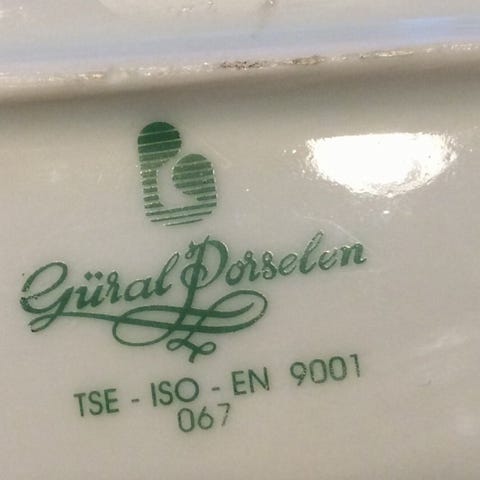 Güral Porselen
TSE - ISO - EN 9001
067